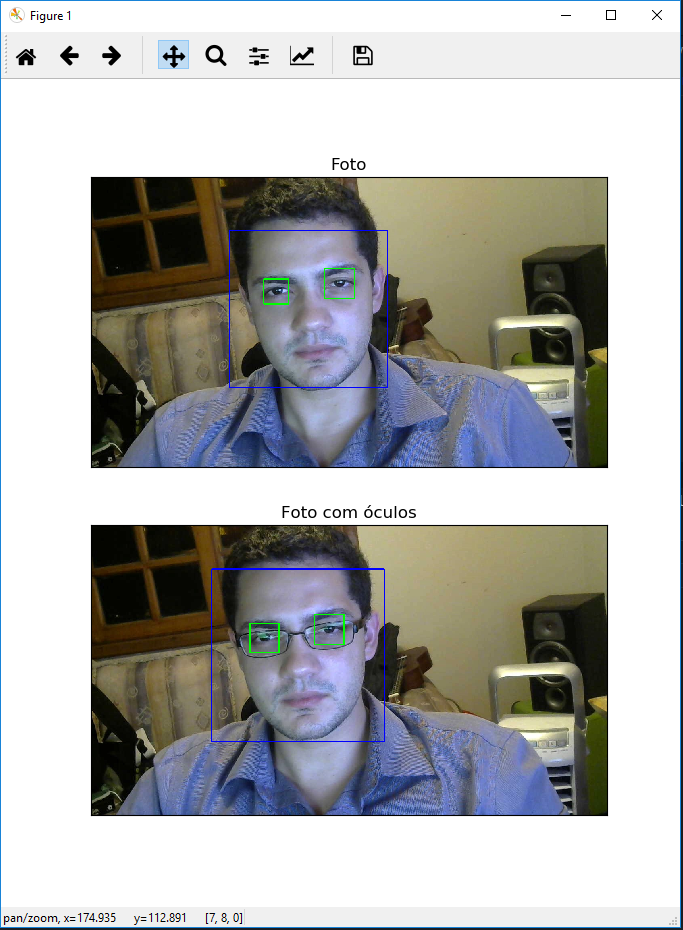 Figure 1
Foto
Foto com óculos
pan/zoom, x=174.935 y=112.891 [7, 8, 0]